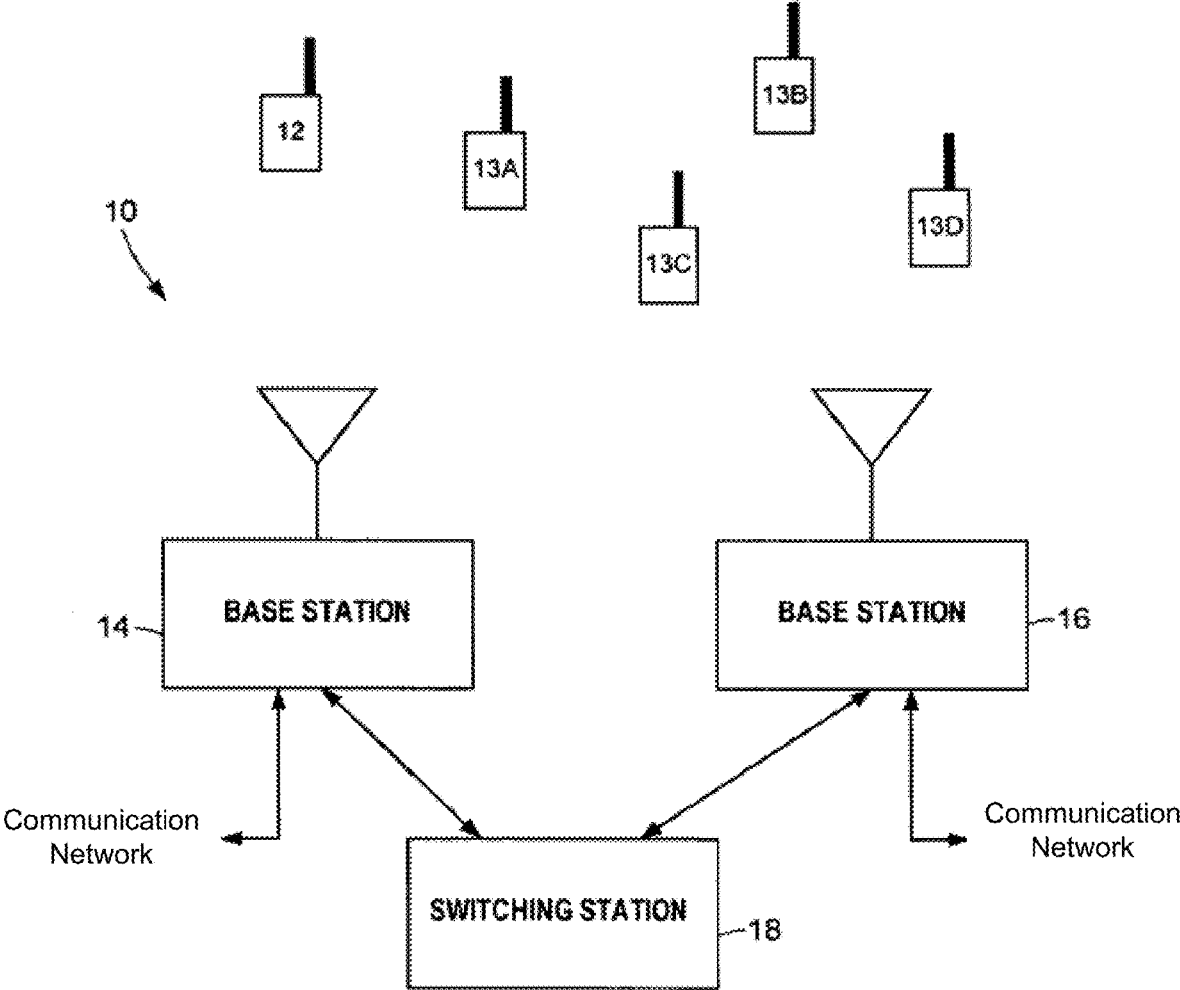 13B
12
13A
10
13D
13C
BASE STATION
BASE STATION
14
16
Communication
Network
Communication
Network
SWITCHING STATION
18